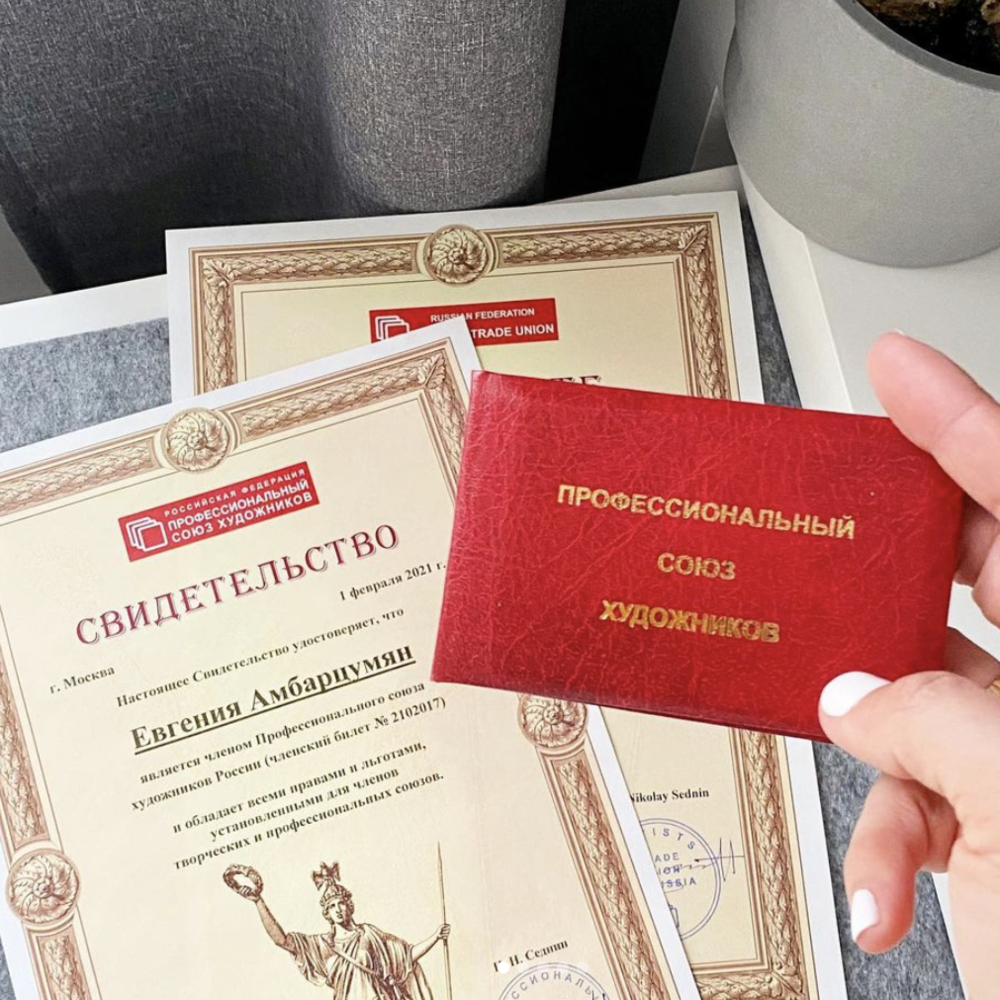 RUSSIAN FEDERATION
TRADE UNION
РОССИЙСКАЯ ФЕДЕРАЦИЯ
ПРОФЕССИОНАЛЬНЫЙ
СОЮЗ ХУДОЖНИКОВ
СВИДЕТЕЛЬСТВО
1 февраля 2021 г.
г. Москва
Настоящее Свидетельство удостоверяет, что
Евгения Амбарцумян
является членом Профессионального союза
художников России (членский билет № 2102017)
и обладает всеми правами и льготами,
установленными для членов
творческих и профессиональных союзов.
Н. Седнин
ПРОФЕССИОНАЛЬНЫЙ
СОЮЗ
ХУДОЖНИКОВ
Nikolay Sednin